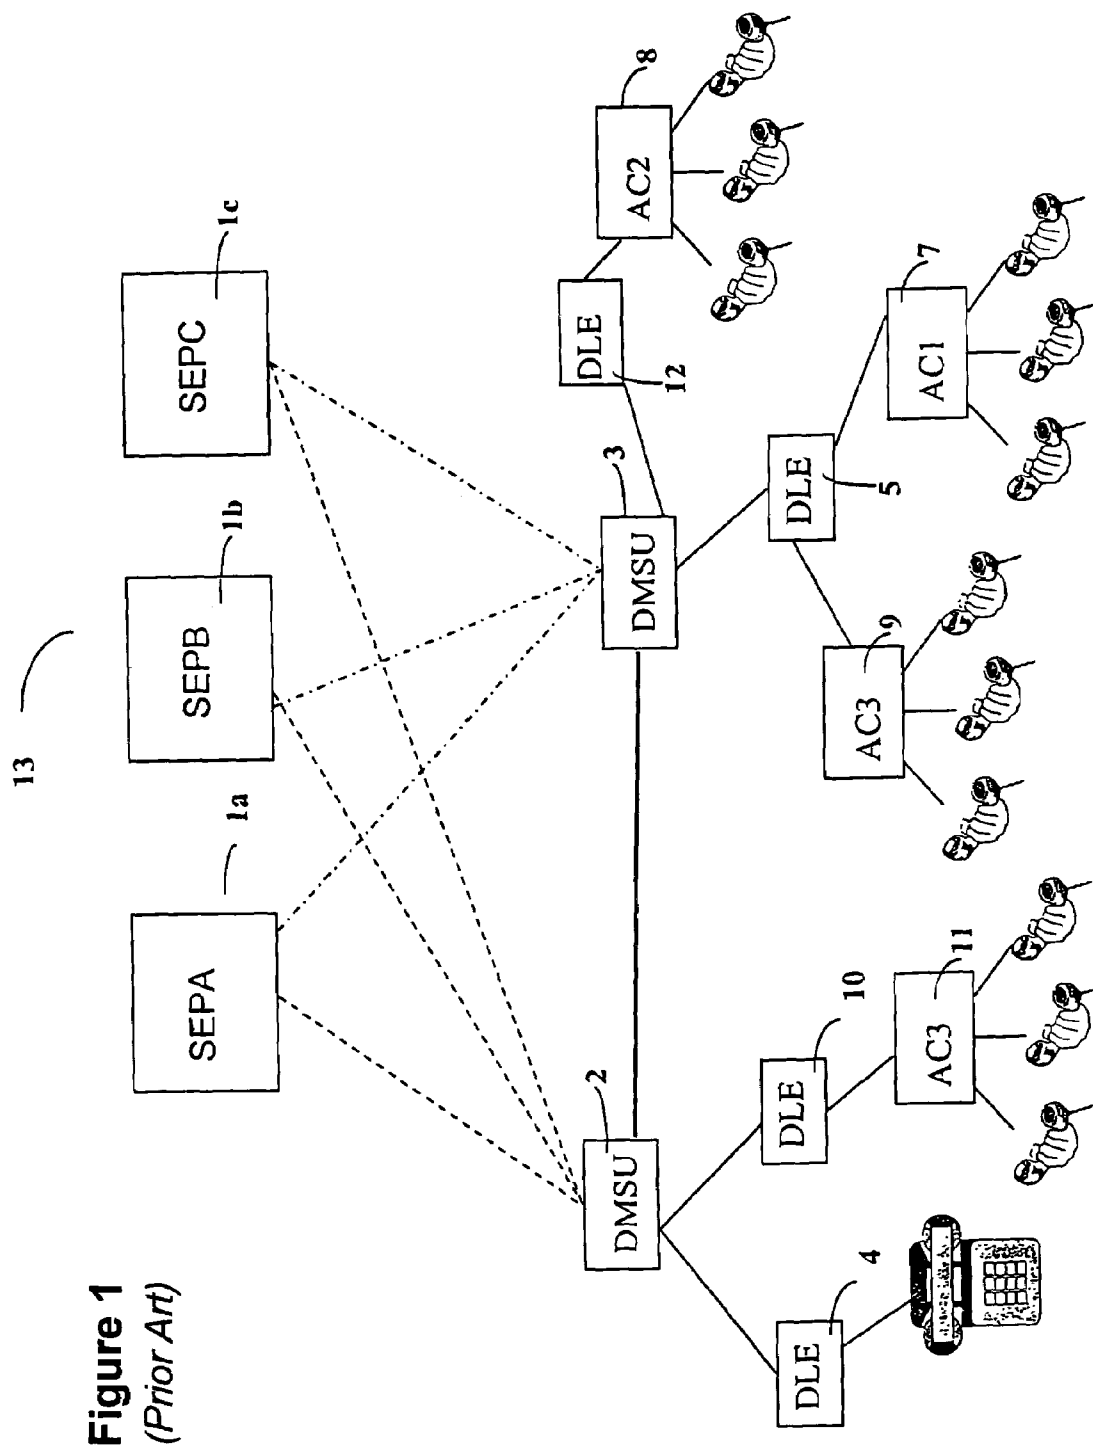 Figure 1
(Prior Art)
13
SEPA
1a
SEPB
1b
SEPC
1c
DMSU
2
DMSU
3
DLE
12
AC2
8
DLE
4
DLE
10
AC3
11
DLE
5
AC3
9
AC1
7